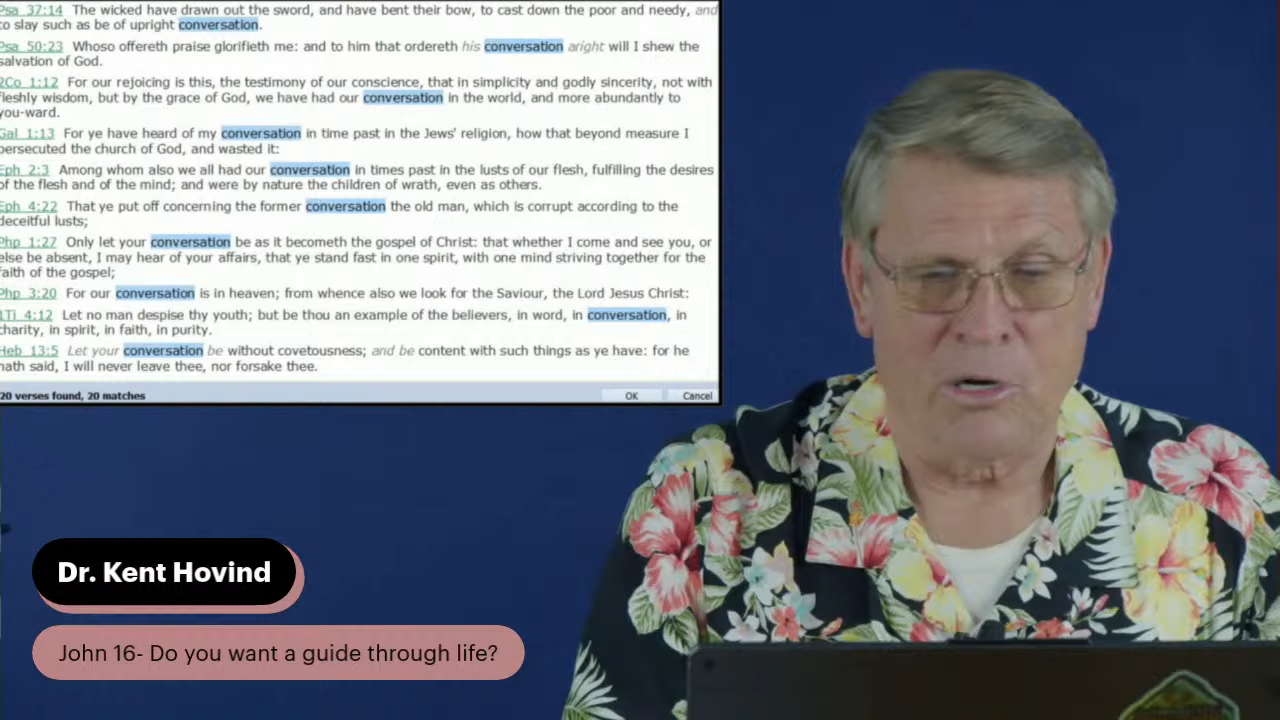 Psa 37:14 The wicked have drawn out the sword, and have bent their bow, to cast down the poor and needy, and
to slay such as be of upright conversation.
Psa 50:23 Whoso offereth praise glorifieth me: and to him that ordereth his conversation aright will I shew the
salvation of God.
2Co 1:12 For our rejoicing is this, the testimony of our conscience, that in simplicity and godly sincerity, not with
fleshly wisdom, but by the grace of God, we have had our conversation in the world, and more abundantly to
you-ward.
Gal 1:13 For ye have heard of my conversation in time past in the Jews' religion, how that beyond measure I
persecuted the church of God, and wasted it:
Eph 2:3 Among whom also we all had our conversation in times past in the lusts of our flesh, fulfilling the desires
of the flesh and of the mind; and were by nature the children of wrath, even as others.
Eph 4:22 That ye put off concerning the former conversation the old man, which is corrupt according to the
deceitful lusts;
Php 1:27 Only let your conversation be as it becometh the gospel of Christ: that whether I come and see you, or
else be absent, I may hear of your affairs, that ye stand fast in one spirit, with one mind striving together for the
faith of the gospel;
Php 3:20 For our conversation is in heaven; from whence also we look for the Saviour, the Lord Jesus Christ:
1Ti 4:12 Let no man despise thy youth; but be thou an example of the believers, in word, in conversation, in
charity, in spirit, in faith, in purity.
Heb 13:5 Let your conversation be without covetousness; and be content with such things as ye have: for he
hath said, I will never leave thee, nor forsake thee.
20 verses found, 20 matches OK Cancel
Dr. Kent Hovind
John 16- Do you want a guide through life?